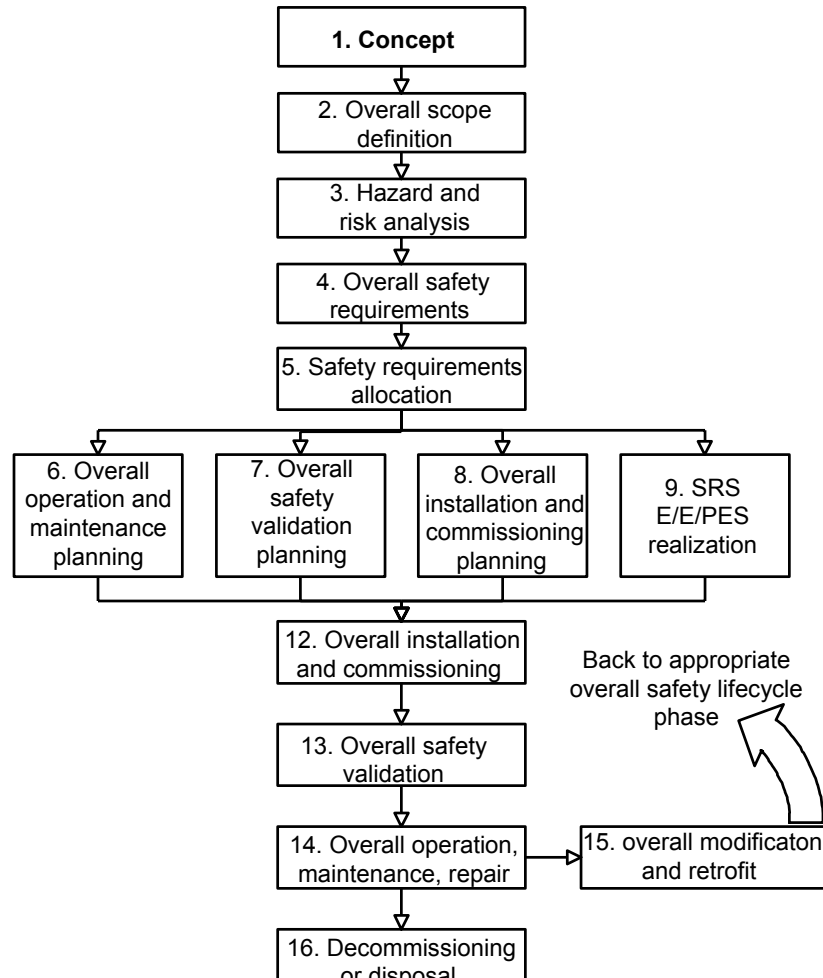 1. Concept
2. Overall scope
definition
3. Hazard and
risk analysis
4. Overall safety
requirements
5. Safety requirements
allocation
6. Overall
operation and
maintenance
planning
7. Overall
safety
validation
planning
8. Overall
installation and
commissioning
planning
9. SRS
E/E/PES
realization
12. Overall installation
and commissioning
Back to appropriate
overall safety lifecycle
phase
13. Overall safety
validation
14. Overall operation,
maintenance, repair
15. overall modificaton
and retrofit
16. Decommissioning
or disposal